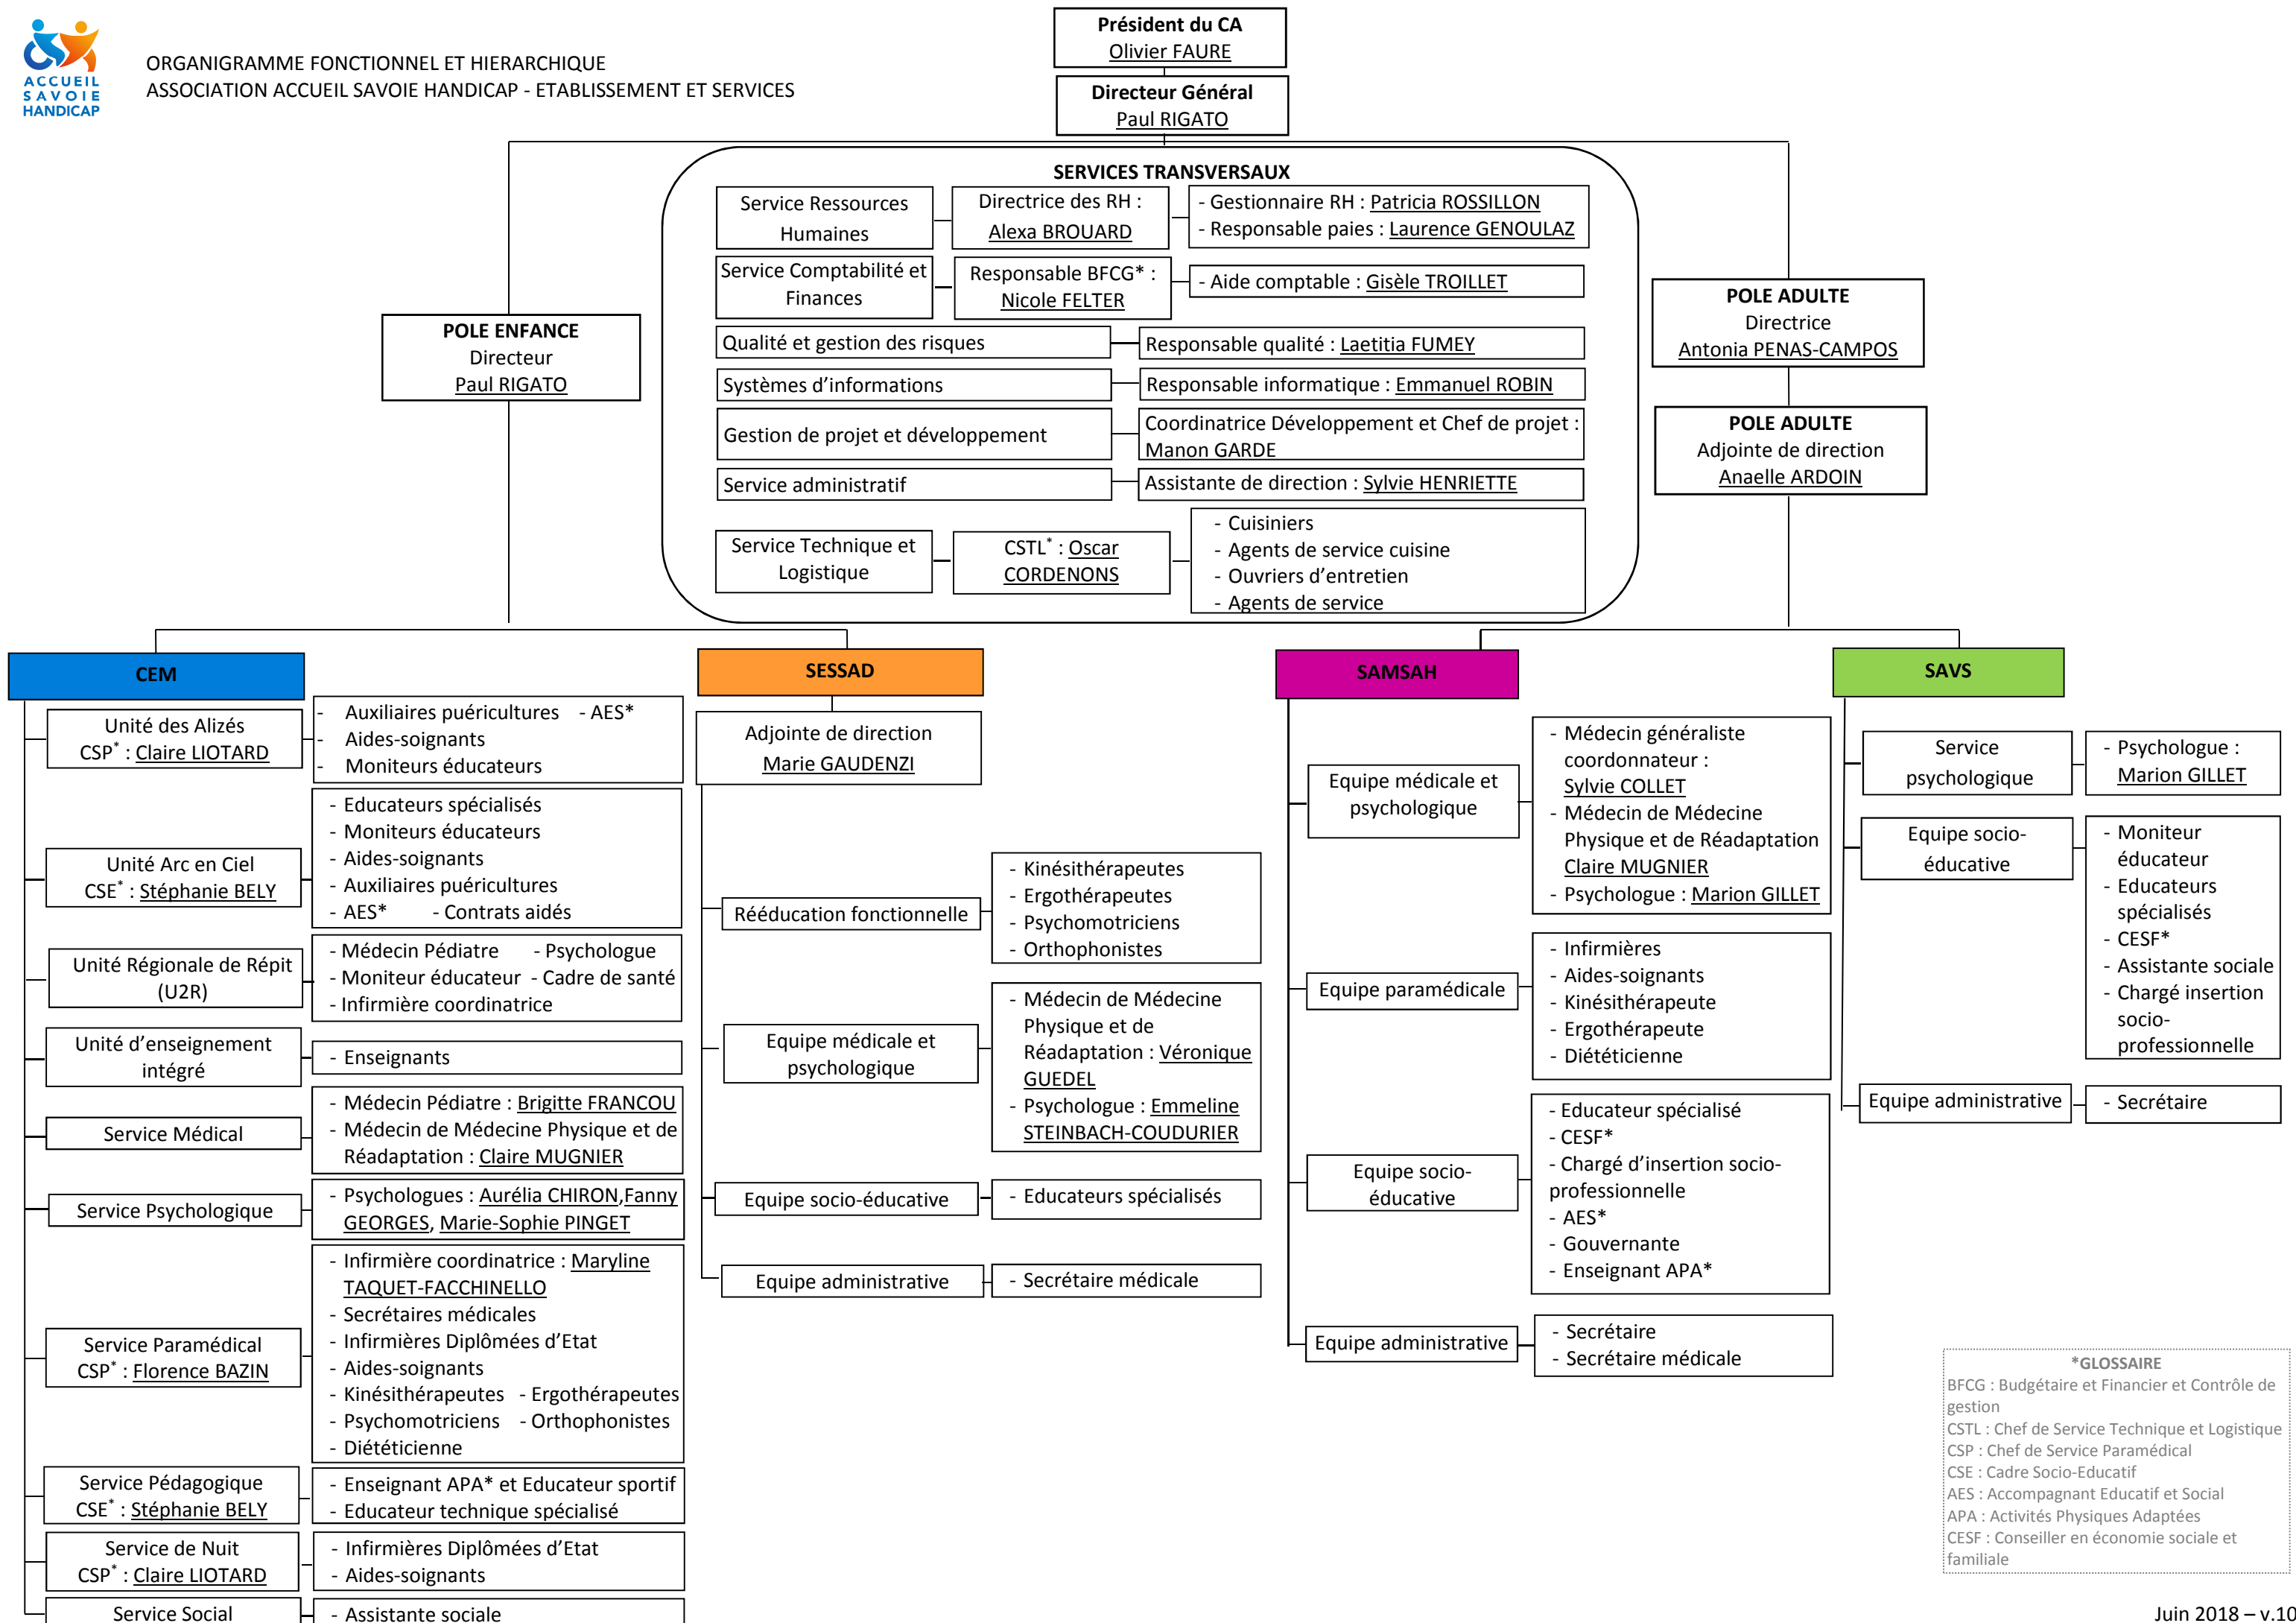 ACCUEIL
SAVOIE
HANDICAP
ORGANIGRAMME FONCTIONNEL ET HIERARCHIQUE
ASSOCIATION ACCUEIL SAVOIE HANDICAP - ETABLISSEMENT ET SERVICES
Président du CA
Olivier FAURE
Directeur Général
Paul RIGATO
SERVICES TRANSVERSAUX
Service Ressources
Humaines
Directrice des RH :
Alexa BROUARD
- Gestionnaire RH : Patricia ROSSILLON
- Responsable paies : Laurence GENOULAZ
Service Comptabilité et
Finances
Responsable BFCG* :
Nicole FELTER
- Aide comptable : Gisèle TROILLET
Qualité et gestion des risques
Responsable qualité : Laetitia FUMEY
Systèmes d'informations
Responsable informatique : Emmanuel ROBIN
Gestion de projet et développement
Coordinatrice Développement et Chef de projet :
Manon GARDE
Service administratif
Assistante de direction : Sylvie HENRIETTE
Service Technique et
Logistique
CSTL* : Oscar
CORDENONS
- Cuisiniers
- Agents de service cuisine
- Ouvriers d'entretien
- Agents de service
POLE ENFANCE
Directeur
Paul RIGATO
POLE ADULTE
Directrice
Antonia PENAS-CAMPOS
POLE ADULTE
Adjointe de direction
Anaelle ARDOIN
CEM
Unité des Alizés
CSP* : Claire LIOTARD
- Auxiliaires puéricultures - AES*
- Aides-soignants
- Moniteurs éducateurs
Unité Arc en Ciel
CSE* : Stéphanie BELY
- Educateurs spécialisés
- Moniteurs éducateurs
- Aides-soignants
- Auxiliaires puéricultures
- AES* - Contrats aidés
Unité Régionale de Répit
(U2R)
- Médecin Pédiatre - Psychologue
- Moniteur éducateur - Cadre de santé
- Infirmière coordinatrice
Unité d'enseignement
intégré
- Enseignants
Service Médical
- Médecin Pédiatre : Brigitte FRANCOU
- Médecin de Médecine Physique et de
Réadaptation : Claire MUGNIER
Service Psychologique
- Psychologues : Aurélia CHIRON,Fanny
GEORGES, Marie-Sophie PINGET
Service Paramédical
CSP* : Florence BAZIN
- Infirmière coordinatrice : Maryline
TAQUET-FACCHINELLO
- Secrétaires médicales
- Infirmières Diplômées d'Etat
- Aides-soignants
- Kinésithérapeutes - Ergothérapeutes
- Psychomotriciens - Orthophonistes
- Diététicienne
Service Pédagogique
CSE* : Stéphanie BELY
- Enseignant APA* et Educateur sportif
- Educateur technique spécialisé
Service de Nuit
CSP* : Claire LIOTARD
- Infirmières Diplômées d'Etat
- Aides-soignants
Service Social
- Assistante sociale
SESSAD
Adjointe de direction
Marie GAUDENZI
Rééducation fonctionnelle
- Kinésithérapeutes
- Ergothérapeutes
- Psychomotriciens
- Orthophonistes
Equipe médicale et
psychologique
- Médecin de Médecine
Physique et de
Réadaptation : Véronique
GUEDEL
- Psychologue : Emmeline
STEINBACH-COUDURIER
Equipe socio-éducative
- Educateurs spécialisés
Equipe administrative
- Secrétaire médicale
SAMSAH
Equipe médicale et
psychologique
- Médecin généraliste
coordonnateur :
Sylvie COLLET
- Médecin de Médecine
Physique et de Réadaptation
Claire MUGNIER
- Psychologue : Marion GILLET
Equipe paramédicale
- Infirmières
- Aides-soignants
- Kinésithérapeute
- Ergothérapeute
- Diététicienne
Equipe socio-
éducative
- Educateur spécialisé
- CESF*
- Chargé d'insertion socio-
professionnelle
- AES*
- Gouvernante
- Enseignant APA*
Equipe administrative
- Secrétaire
- Secrétaire médicale
SAVS
Service
psychologique
- Psychologue :
Marion GILLET
Equipe socio-
éducative
- Moniteur
éducateur
- Educateurs
spécialisés
- CESF*
- Assistante sociale
- Chargé insertion
socio-
professionnelle
Equipe administrative
- Secrétaire
*GLOSSAIRE
BFCG : Budgétaire et Financier et Contrôle de
gestion
CSTL : Chef de Service Technique et Logistique
CSP : Chef de Service Paramédical
CSE : Cadre Socio-Educatif
AES : Accompagnant Educatif et Social
APA : Activités Physiques Adaptées
CESF : Conseiller en économie sociale et
familiale
Juin 2018 – v.10